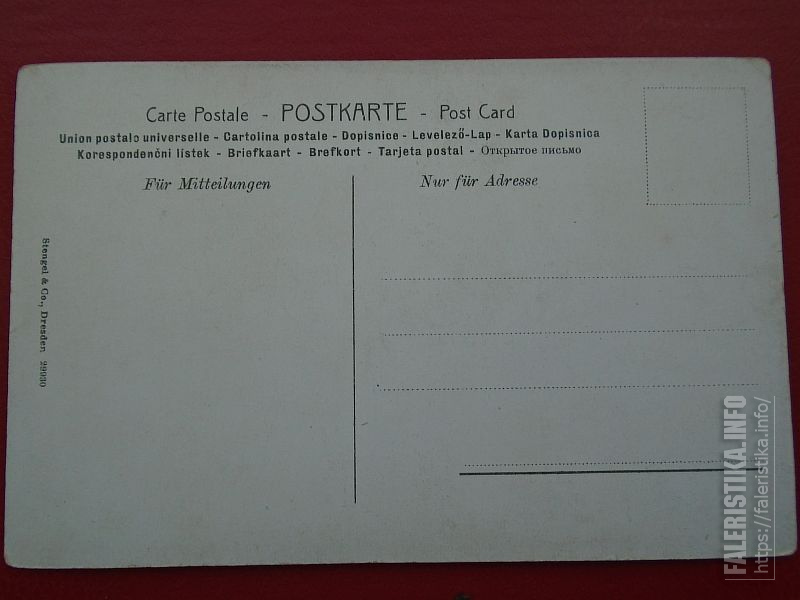 Carte Postale - POSTKARTE - Post Card
Union postale universelle - Cartolina postale - Dopisnice - Levelező-Lap - Karta Dopisnica
Korespondenční listek - Briefkaart - Brefkort - Tarjeta postal - Открытое письмо
Für Mitteilungen
Nur für Adresse
Stengel & Co., Dresden 29930
FALERISTIKA.INFO
https://faleristika.info/